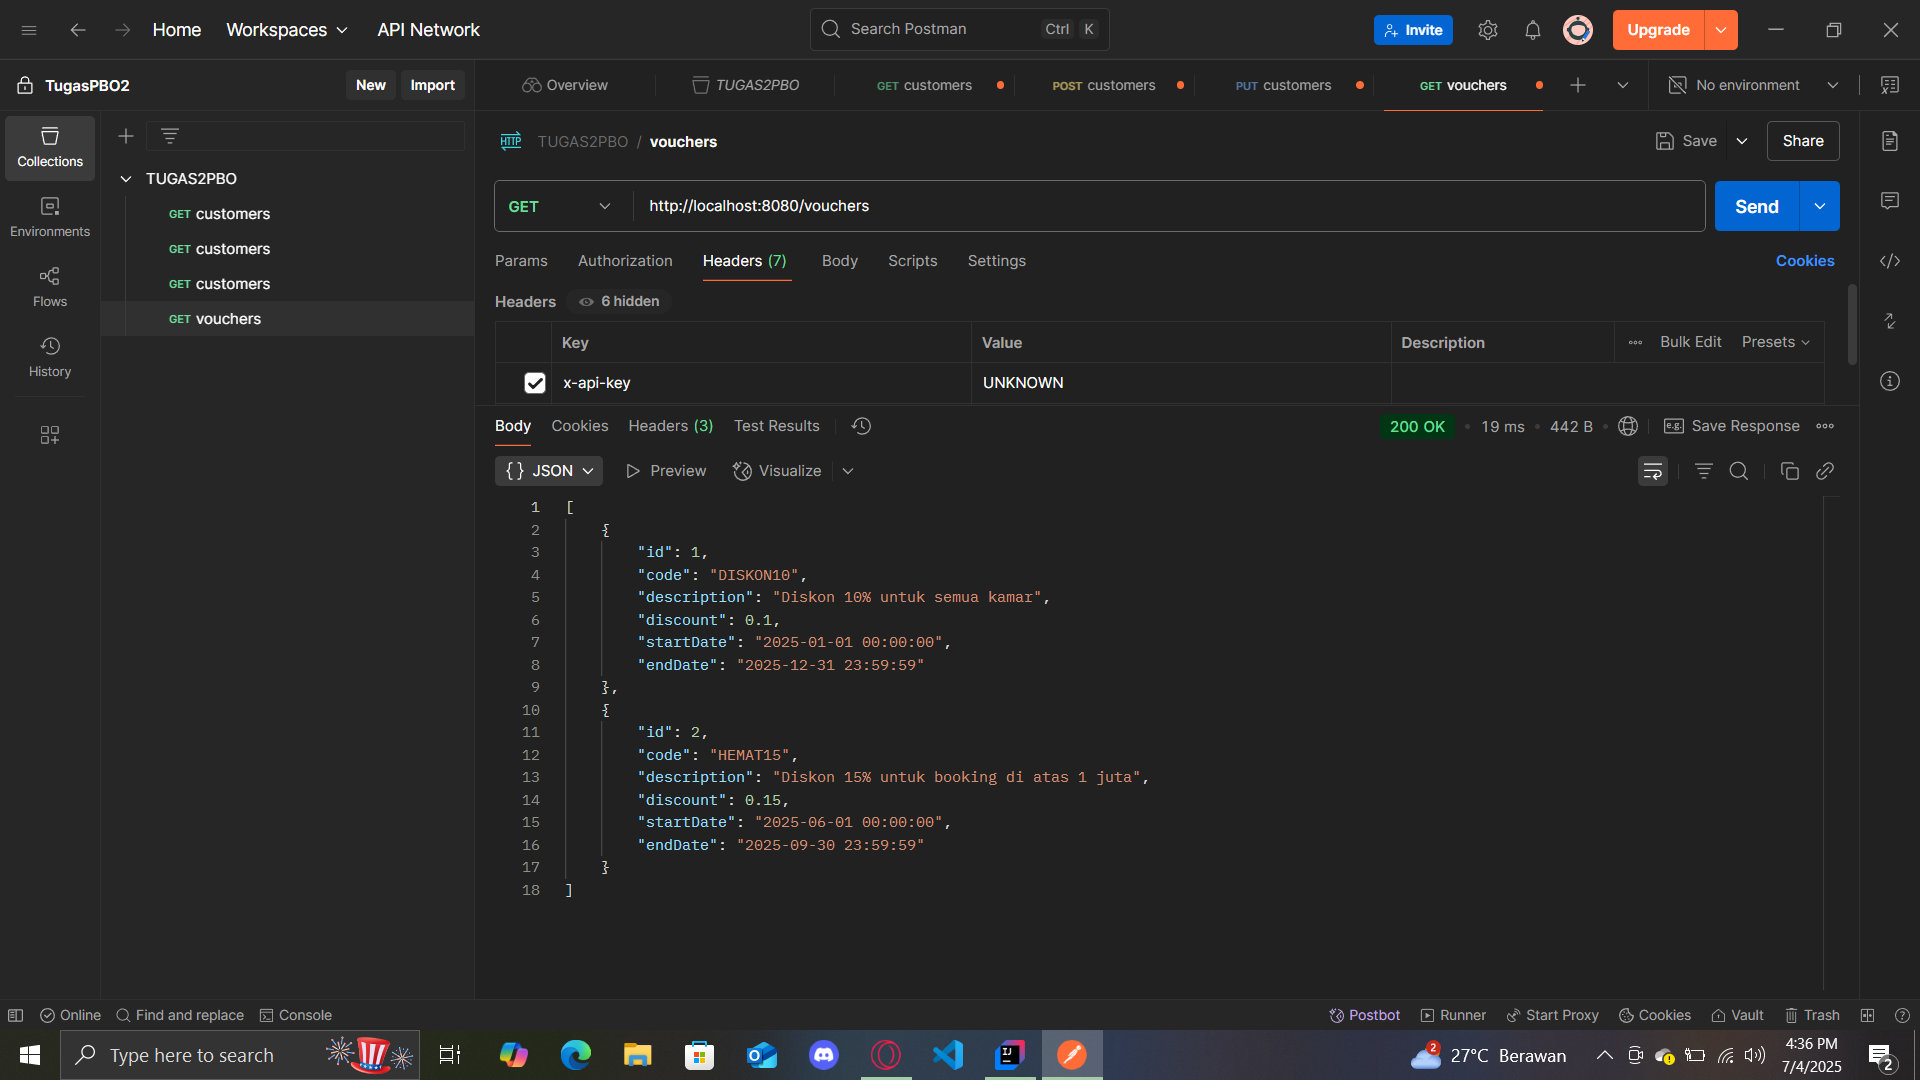 Home
Workspaces
API Network
Search Postman
Ctrl K
Invite
Upgrade
TugasPBO2
New
Import
Overview
TUGAS2PBO
GET customers
POST customers
PUT customers
GET vouchers
No environment
Collections
Environments
Flows
History
TUGAS2PBO
GET customers
GET customers
GET customers
GET vouchers
HTTP
TUGAS2PBO / vouchers
Save
Share
GET
http://localhost:8080/vouchers
Send
Params
Authorization
Headers (7)
Body
Scripts
Settings
Cookies
Headers
6 hidden
Key
Value
Description
Bulk Edit
Presets
x-api-key
UNKNOWN
Body
Cookies
Headers (3)
Test Results
200 OK
19 ms
442 B
e.g.
Save Response
{} JSON
Preview
Visualize
1 [
2 {
3 "id": 1,
4 "code": "DISKON10",
5 "description": "Diskon 10% untuk semua kamar",
6 "discount": 0.1,
7 "startDate": "2025-01-01 00:00:00",
8 "endDate": "2025-12-31 23:59:59"
9 },
10 {
11 "id": 2,
12 "code": "HEMAT15",
13 "description": "Diskon 15% untuk booking di atas 1 juta",
14 "discount": 0.15,
15 "startDate": "2025-06-01 00:00:00",
16 "endDate": "2025-09-30 23:59:59"
17 }
18 ]
Online
Find and replace
Console
Postbot
Runner
Start Proxy
Cookies
Vault
Trash
Type here to search
2
27°C Berawan
4:36 PM
7/4/2025
2